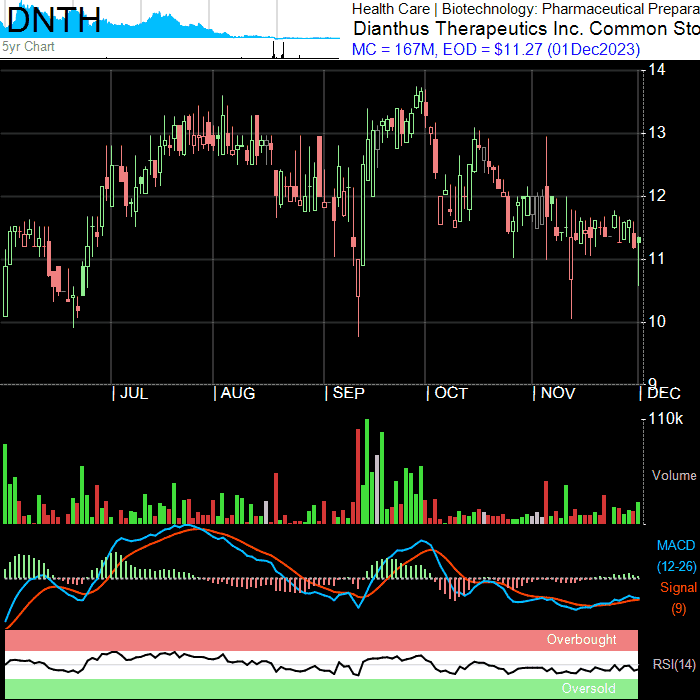 DNTH
5yr Chart
Health Care | Biotechnology: Pharmaceutical Prepara
Dianthus Therapeutics Inc. Common Sto
MC = 167M, EOD = $11.27 (01Dec2023)
14
13
12
11
10
9
| JUL
| AUG
| SEP
| OCT
| NOV
| DEC
110k
Volume
MACD
(12-26)
Signal
(9)
Overbought
RSI(14)
Oversold